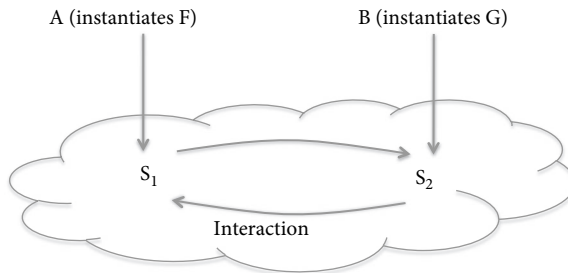 A (instantiates F)
B (instantiates G)
S₁
S₂
Interaction